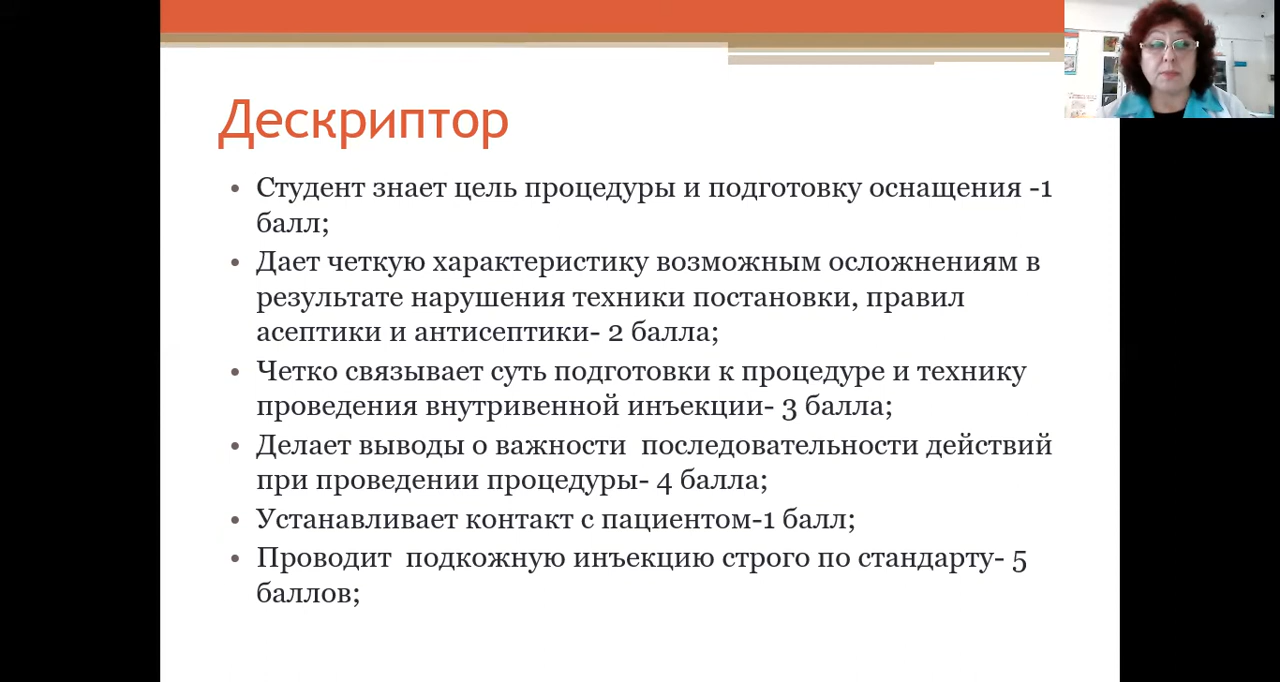 Дескриптор
• Студент знает цель процедуры и подготовку оснащения -1
балл;
• Дает четкую характеристику возможным осложнениям в
результате нарушения техники постановки, правил
асептики и антисептики- 2 балла;
• Четко связывает суть подготовки к процедуре и технику
проведения внутривенной инъекции- 3 балла;
• Делает выводы о важности  последовательности действий
при проведении процедуры- 4 балла;
• Устанавливает контакт с пациентом-1 балл;
• Проводит  подкожную инъекцию строго по стандарту- 5
баллов;